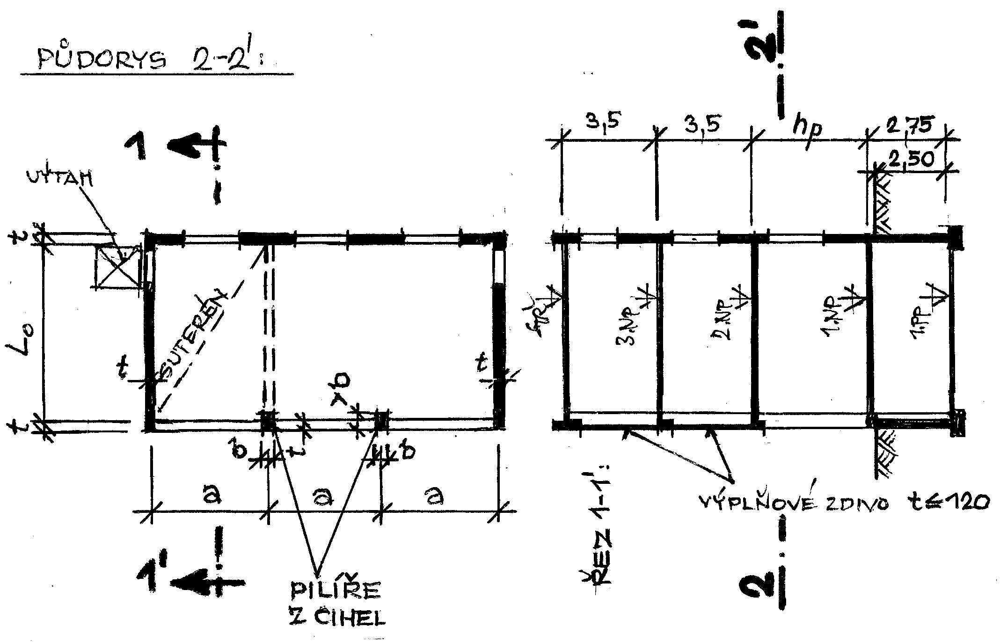 PŮDORYS 2-2':
1
VÝTAH
t
L₀
t
t
SUTERÉN
t
>b
b
t
b
a
a
a
1'
PILÍŘE
Z CIHEL
2'
3,5
3,5
hp
2,75
2,50
3.NP
2.NP
1.NP
1.PP
ŘEZ 1-1':
VÝPLŇOVÉ ZDIVO t≤120
2